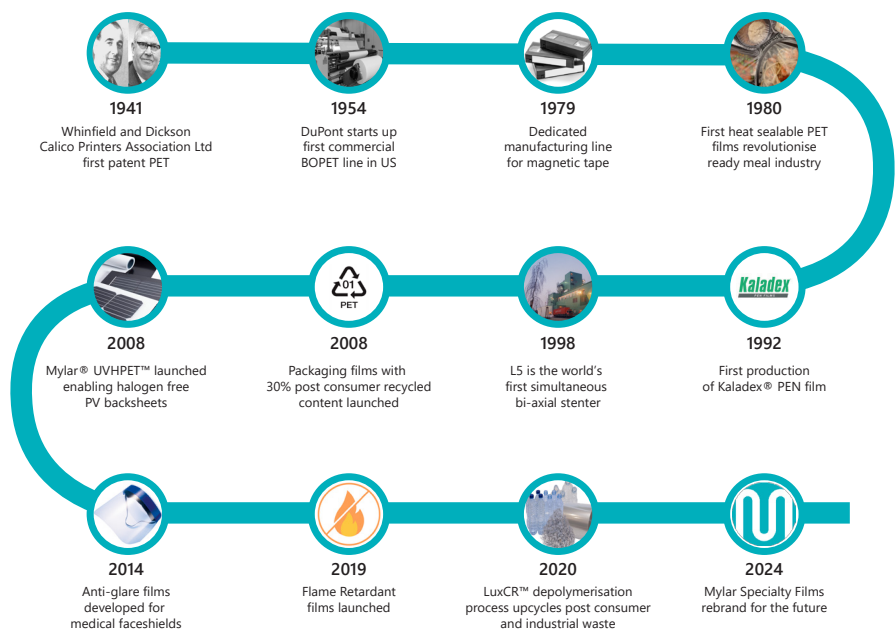 1941
Whinfield and Dickson
Calico Printers Association Ltd
first patent PET
1954
DuPont starts up
first commercial
BOPET line in US
1979
Dedicated
manufacturing line
for magnetic tape
1980
First heat sealable PET
films revolutionise
ready meal industry
Kaladex
PEN FILMS
1992
First production
of Kaladex® PEN film
1998
L5 is the world's
first simultaneous
bi-axial stenter
01
PET
2008
Packaging films with
30% post consumer recycled
content launched
2008
Mylar® UVHPET™ launched
enabling halogen free
PV backsheets
2014
Anti-glare films
developed for
medical faceshields
2019
Flame Retardant
films launched
2020
LuxCR™ depolymerisation
process upcycles post consumer
and industrial waste
2024
Mylar Specialty Films
rebrand for the future